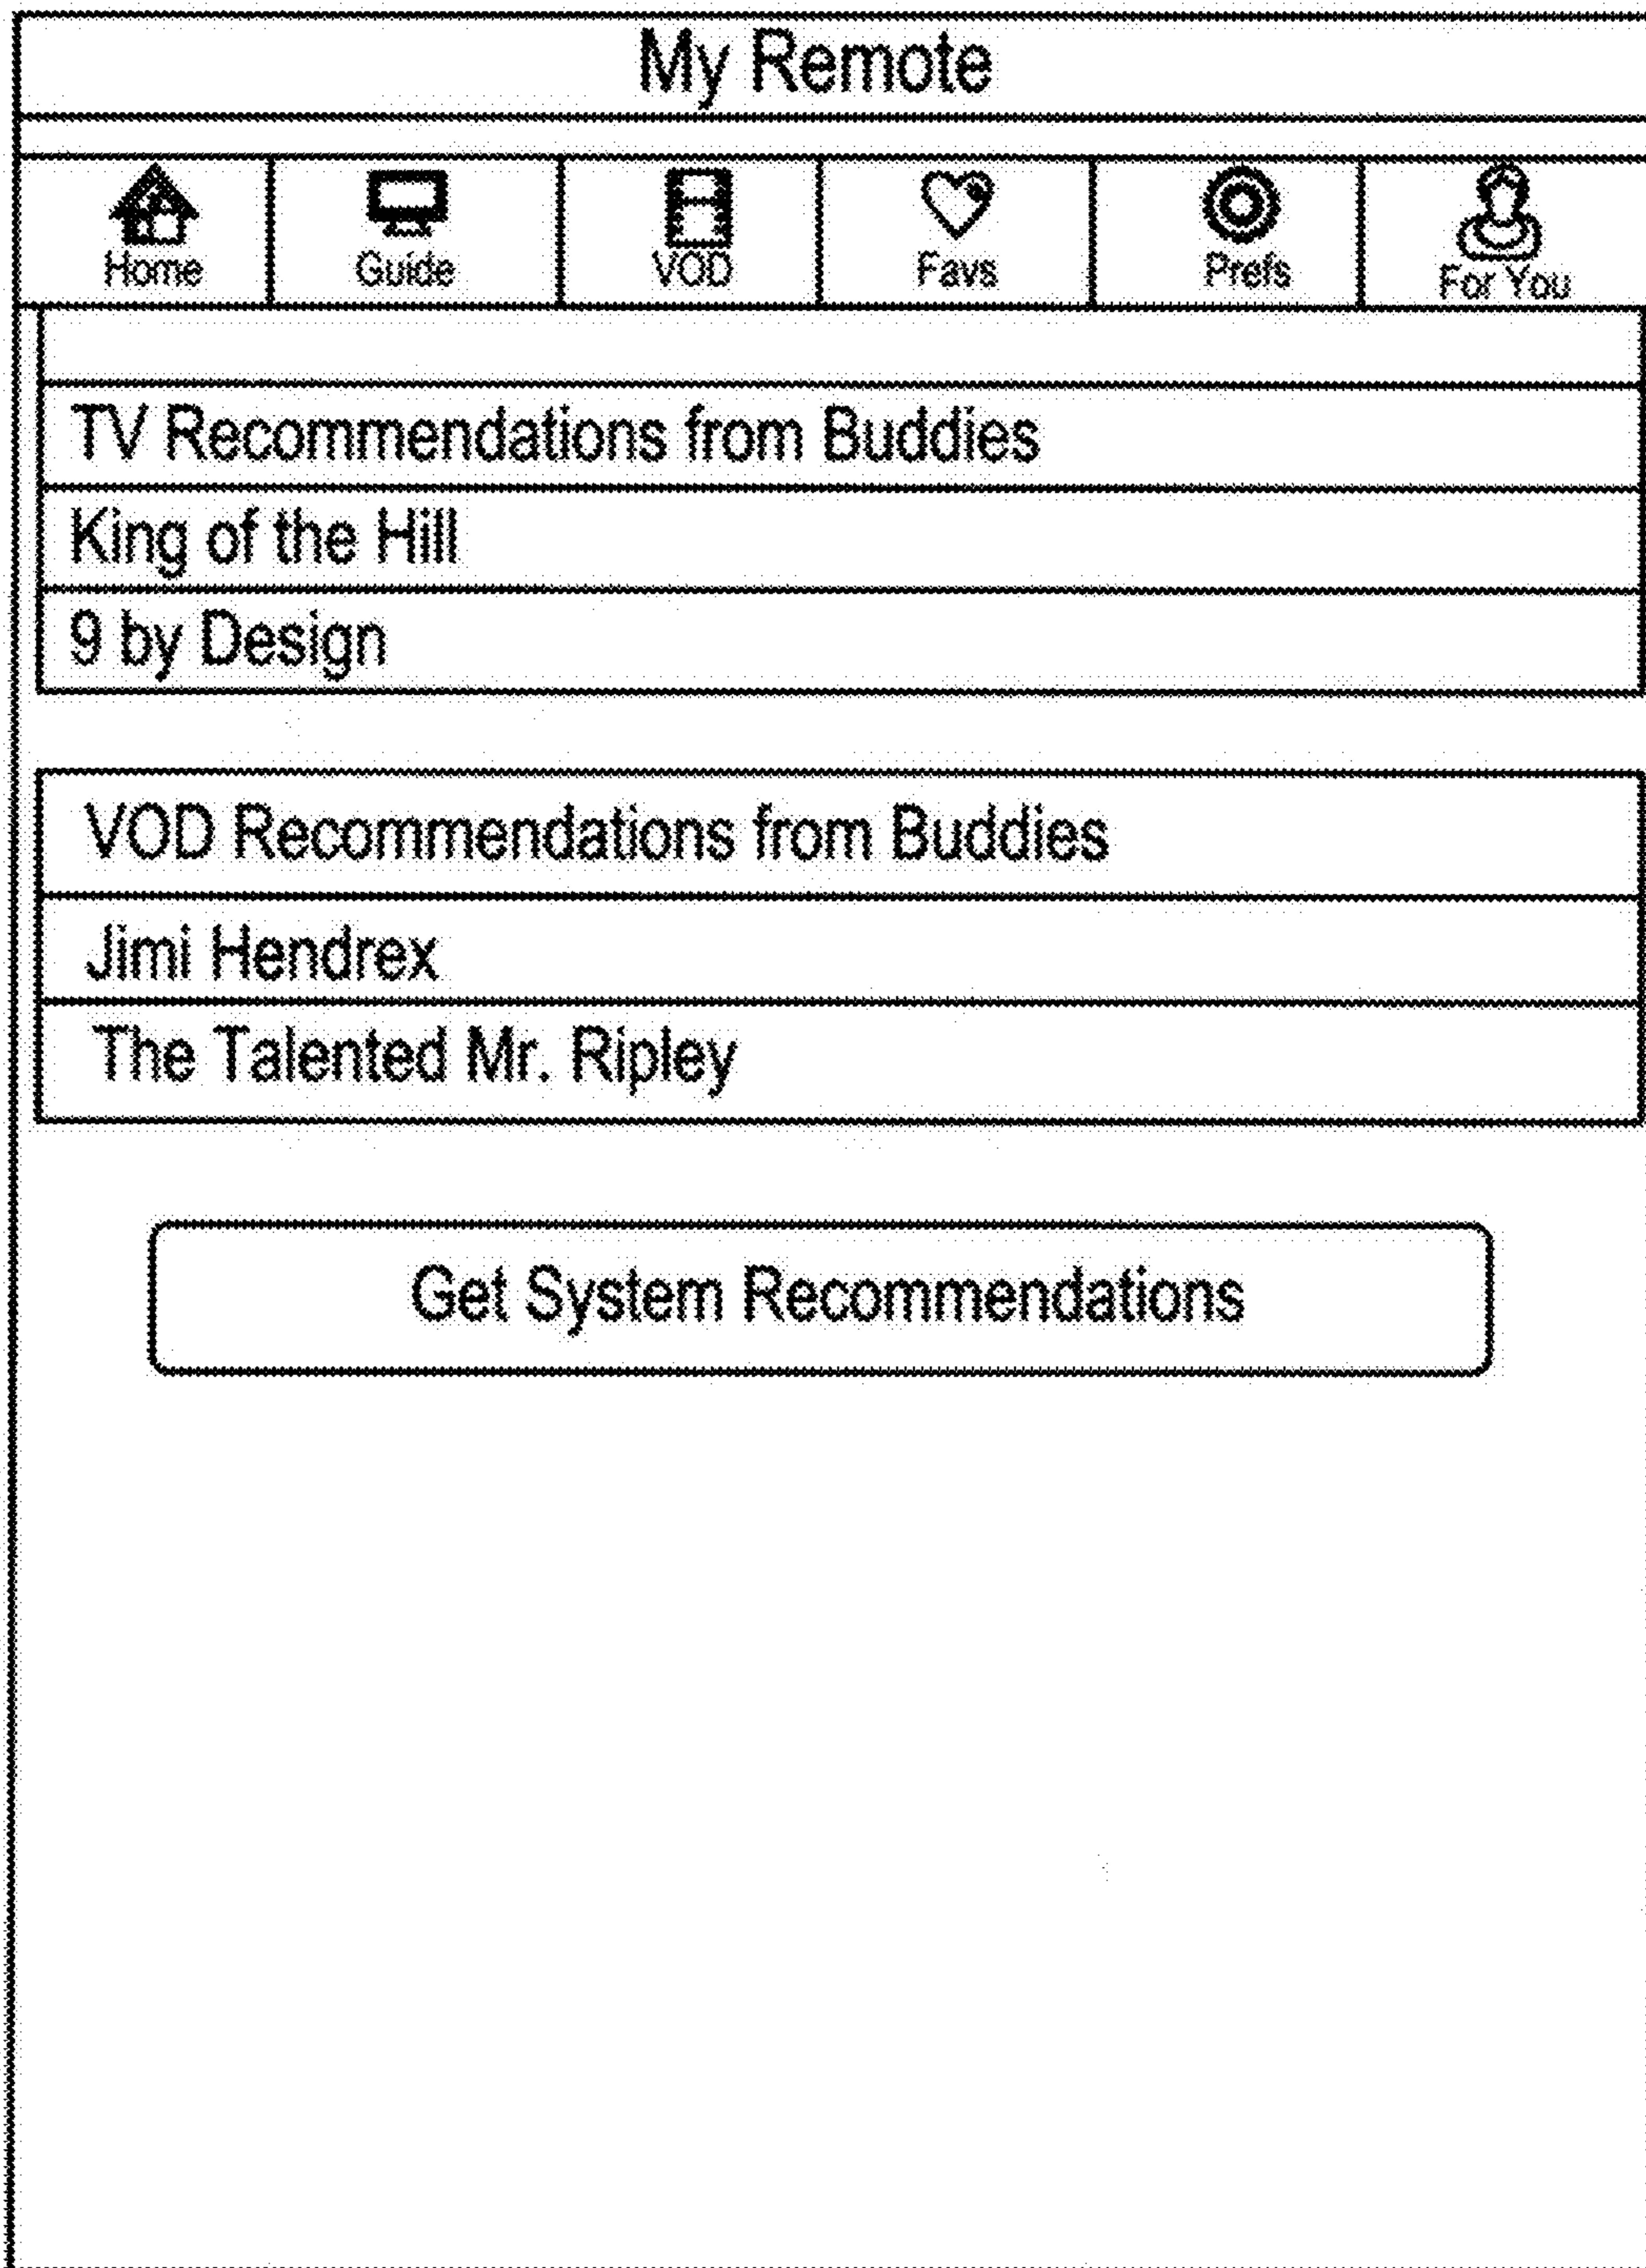 My Remote
Home Guide VOD Favs Prefs For You
TV Recommendations from Buddies
King of the Hill
9 by Design
VOD Recommendations from Buddies
Jimi Hendrex
The Talented Mr. Ripley
Get System Recommendations